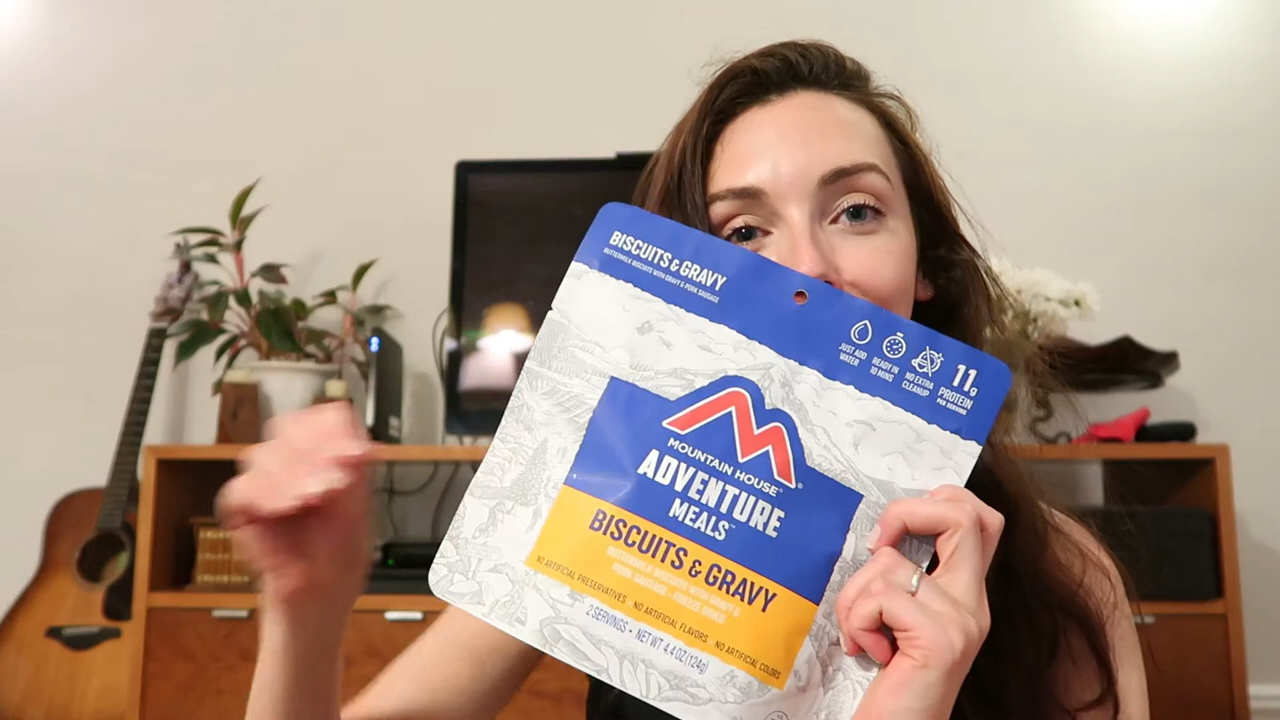 BISCUITS & GRAVY
BUTTERMILK BISCUITS WITH GRAVY & PORK SAUSAGE
JUST ADD
WATER
READY IN
10 MINS
NO EXTRA
CLEANUP
11g
PROTEIN
PER SERVING
MOUNTAIN HOUSE™
ADVENTURE
MEALS™
BISCUITS & GRAVY
BUTTERMILK BISCUITS WITH GRAVY &
PORK SAUSAGE - FREEZE DRIED
NO ARTIFICIAL PRESERVATIVES NO ARTIFICIAL FLAVORS NO ARTIFICIAL COLORS
2 SERVINGS • NET WT 4.4 OZ (124g)